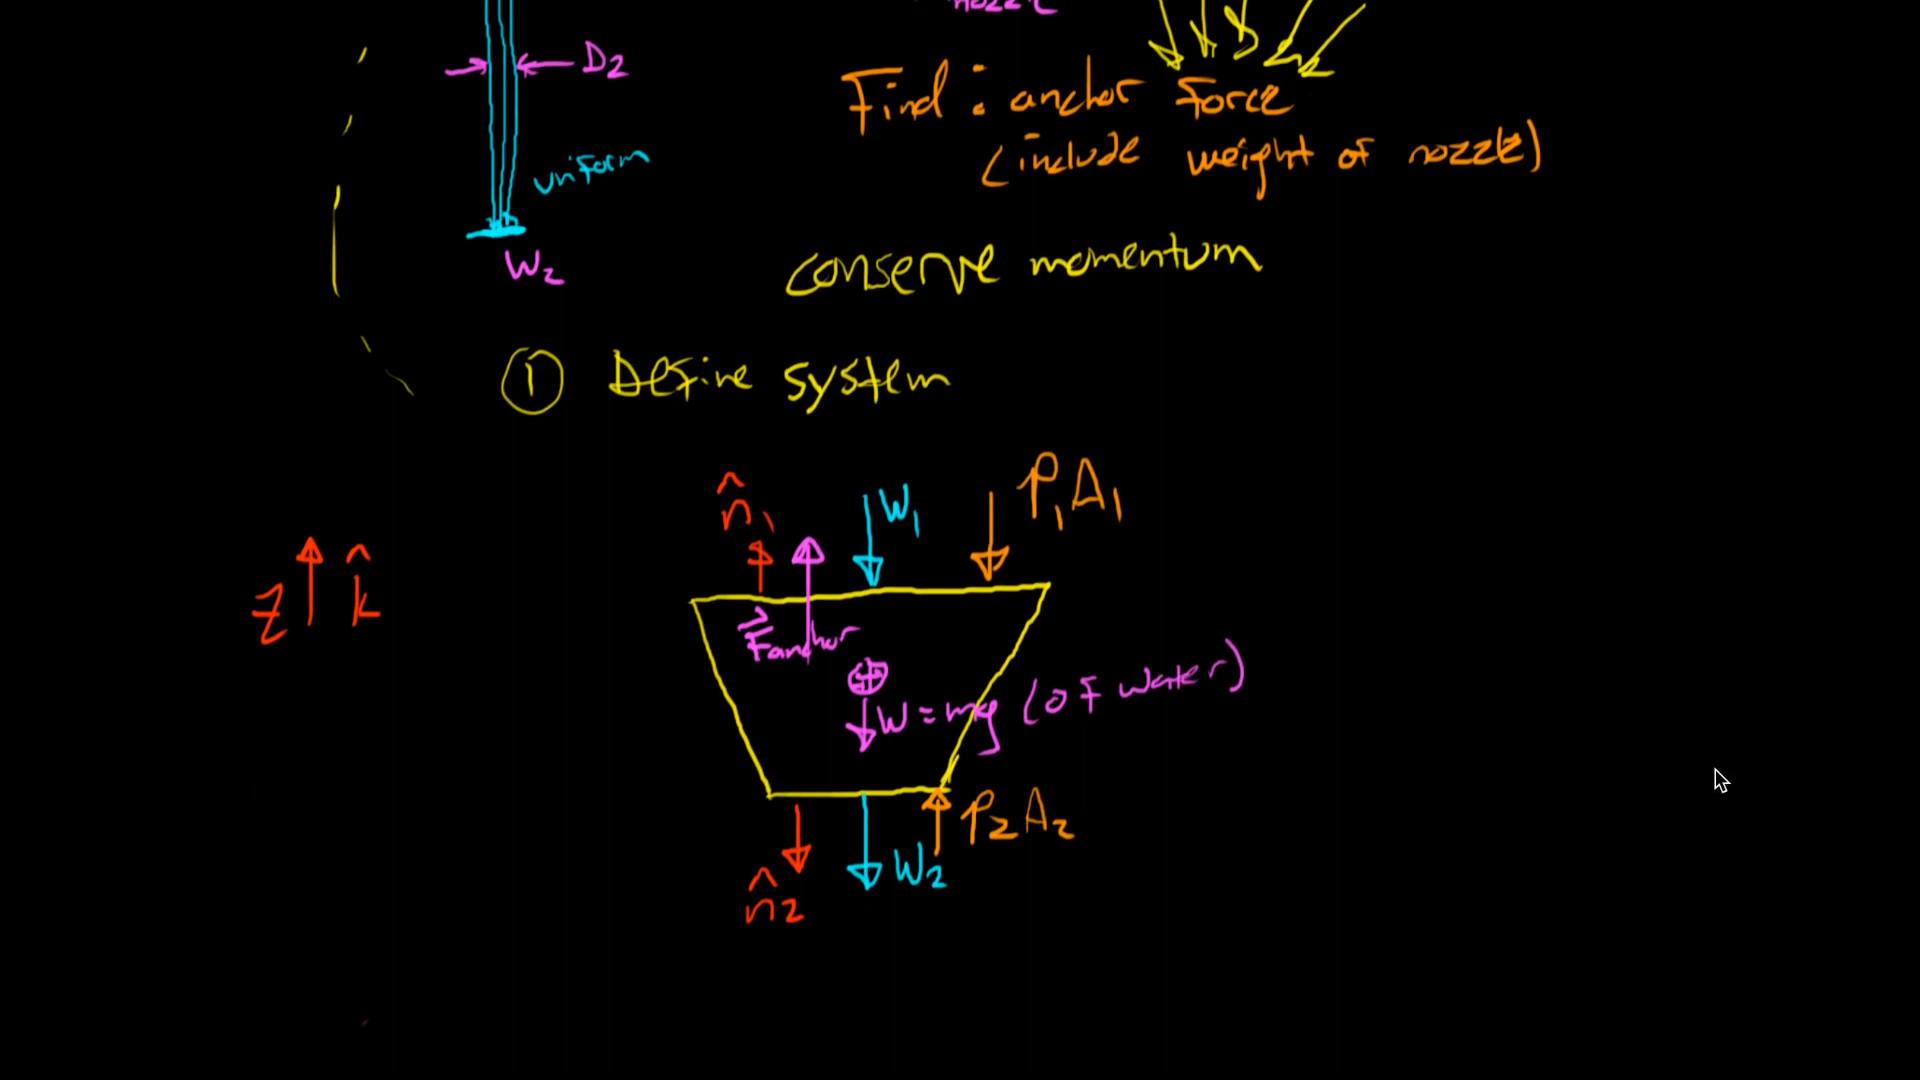 nozzle
D2
Find: anchor force
(include weight of nozzle)
uniform
W2
conserve momentum
① Define system
P1A1
n̂1
W1
z k̂
F⃗anchor
W = mg (of water)
P2A2
W2
n̂2